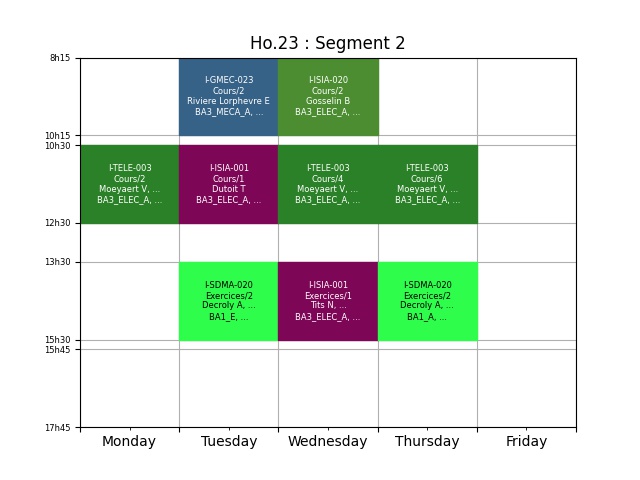 Ho.23 : Segment 2
8h15
I-GMEC-023
Cours/2
Riviere Lorphevre E
BA3_MECA_A, ...
I-ISIA-020
Cours/2
Gosselin B
BA3_ELEC_A, ...
10h15
10h30
I-TELE-003
Cours/2
Moeyaert V, ...
BA3_ELEC_A, ...
I-ISIA-001
Cours/1
Dutoit T
BA3_ELEC_A, ...
I-TELE-003
Cours/4
Moeyaert V, ...
BA3_ELEC_A, ...
I-TELE-003
Cours/6
Moeyaert V, ...
BA3_ELEC_A, ...
12h30
13h30
I-SDMA-020
Exercices/2
Decroly A, ...
BA1_E, ...
I-ISIA-001
Exercices/1
Tits N, ...
BA3_ELEC_A, ...
I-SDMA-020
Exercices/2
Decroly A, ...
BA1_A, ...
15h30
15h45
17h45
Monday
Tuesday
Wednesday
Thursday
Friday